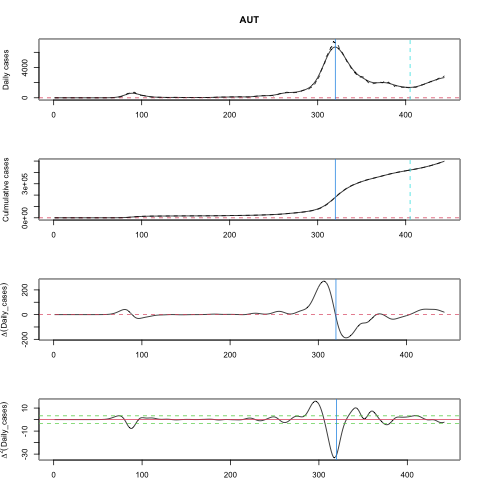 AUT
Daily cases
4000
0
0 100 200 300 400
Culmulative cases
3e+05
0e+00
0 100 200 300 400
Δ(Daily_cases)
200
0
-200
0 100 200 300 400
Δ²(Daily_cases)
10
-10
-30
0 100 200 300 400